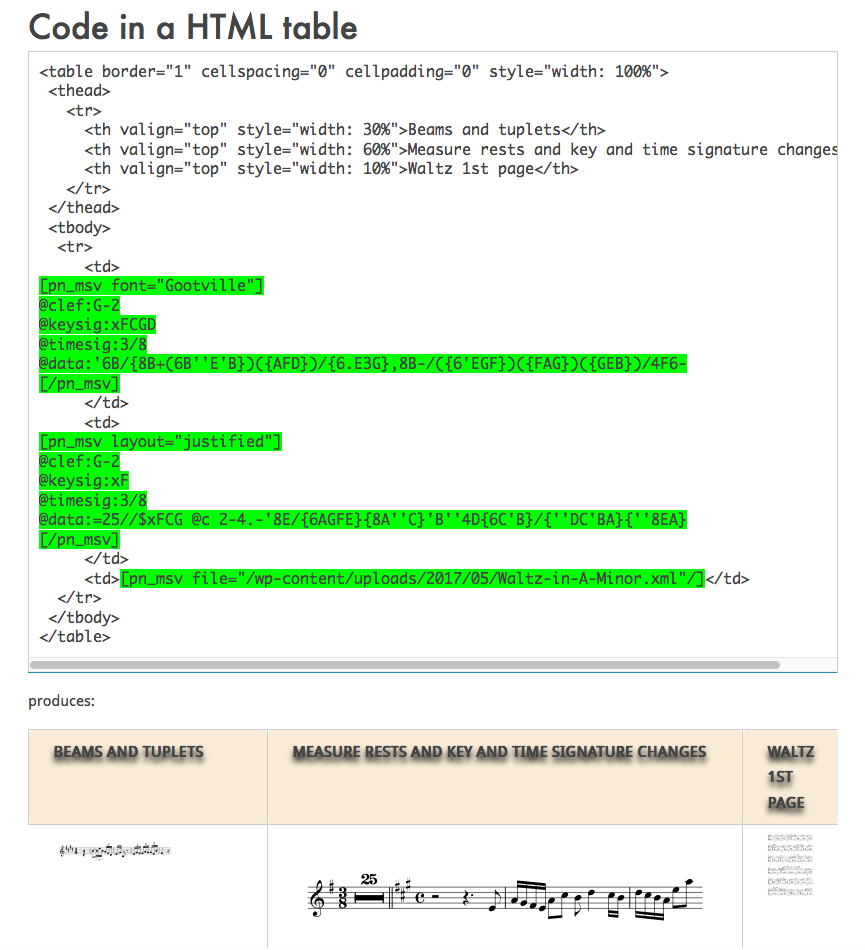 Code in a HTML table
<table border="1" cellspacing="0" cellpadding="0" style="width: 100%">
<thead>
<tr>
<th valign="top" style="width: 30%">Beams and tuplets</th>
<th valign="top" style="width: 60%">Measure rests and key and time signature changes
<th valign="top" style="width: 10%">Waltz 1st page</th>
</tr>
</thead>
<tbody>
<tr>
<td>
[pn_msv font="Gootville"]
@clef:G-2
@keysig:xFCGD
@timesig:3/8
@data:'6B/{8B+(6B''E'B})({AFD})/{6.E3G},8B-/({6'EGF})({FAG})({GEB})/4F6-
[/pn_msv]
</td>
<td>
[pn_msv layout="justified"]
@clef:G-2
@keysig:xF
@timesig:3/8
@data:=25//$xFCG @c 2-4.-'8E/{6AGFE}{8A''C}'B''4D{6C'B}/{''DC'BA}{''8EA}
[/pn_msv]
</td>
<td>[pn_msv file="/wp-content/uploads/2017/05/Waltz-in-A-Minor.xml"/]</td>
</tr>
</tbody>
</table>
produces:
BEAMS AND TUPLETS
MEASURE RESTS AND KEY AND TIME SIGNATURE CHANGES
WALTZ
1ST
PAGE
25
3
8